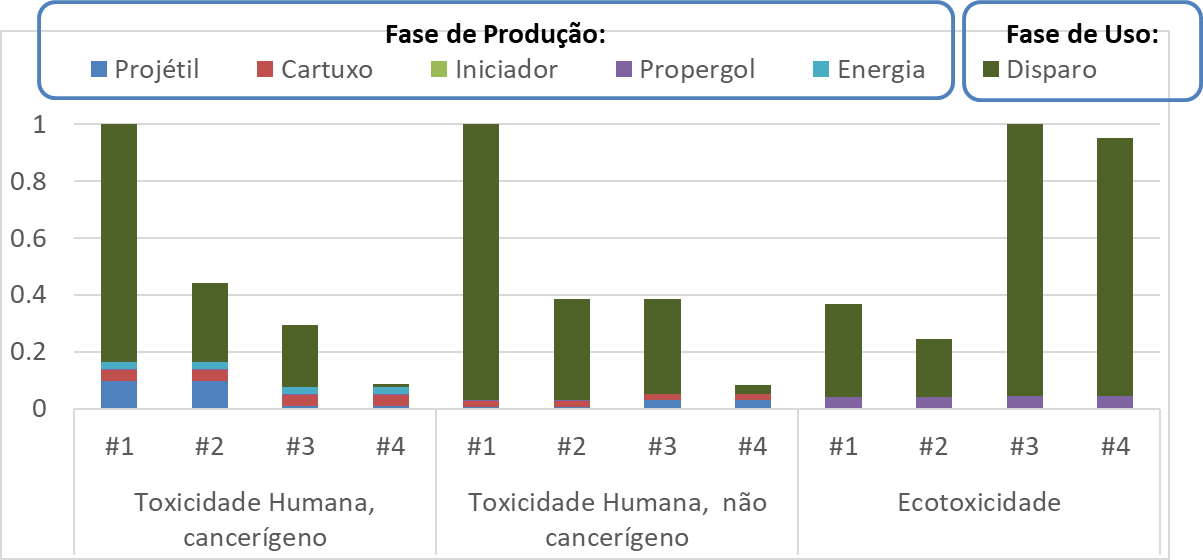 Fase de Produção:
Fase de Uso:
Projétil Cartuxo Iniciador Propergol Energia Disparo
1
0.8
0.6
0.4
0.2
0
#1 #2 #3 #4 #1 #2 #3 #4 #1 #2 #3 #4
Toxicidade Humana,
cancerígeno
Toxicidade Humana, não
cancerígeno
Ecotoxicidade